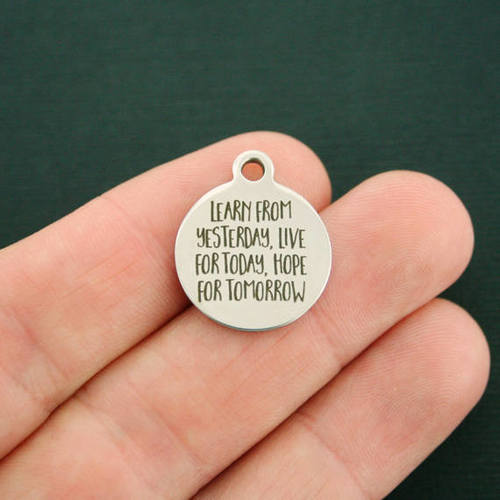 LEARN FROM
YESTERDAY, LIVE
FOR TODAY, HOPE
FOR TOMORROW